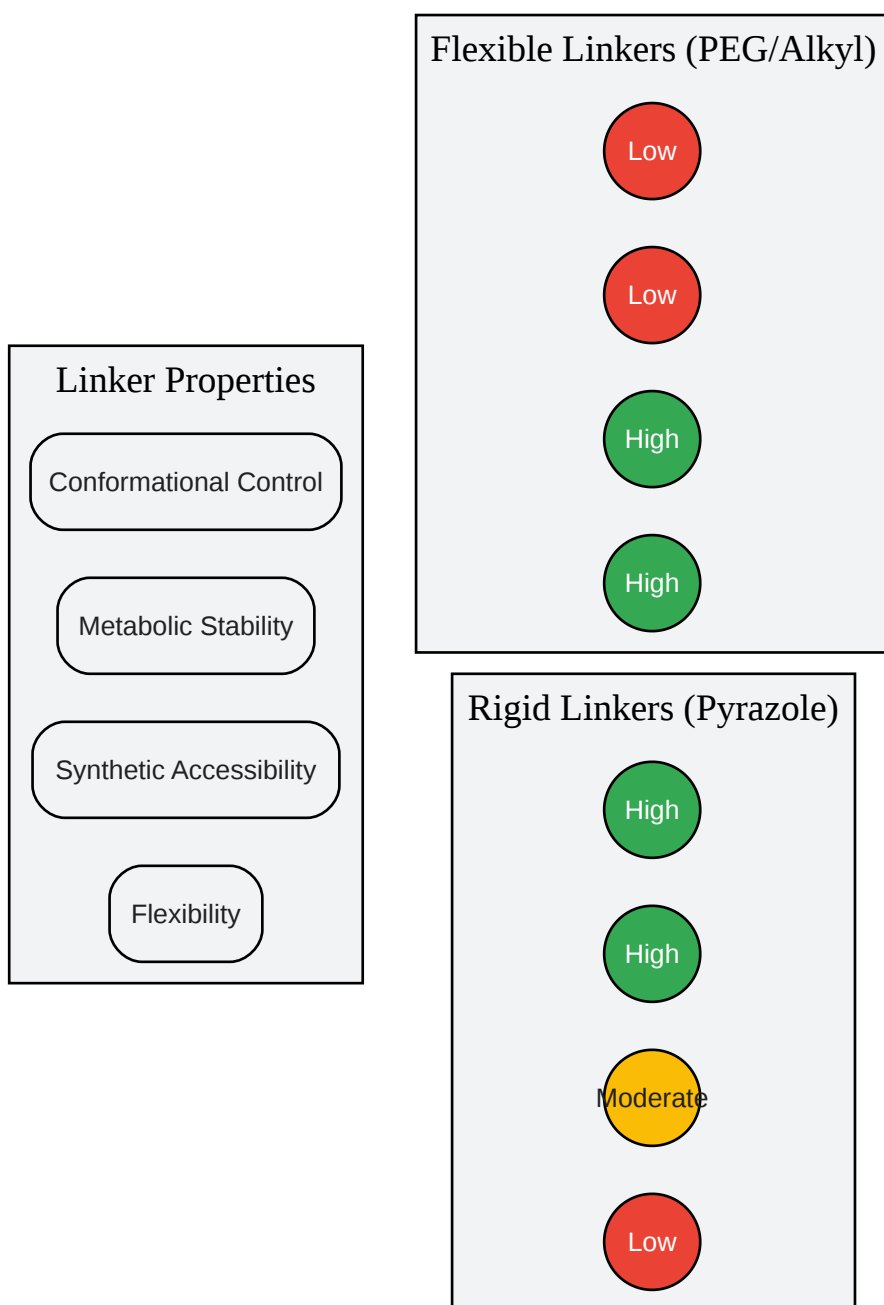 Flexible Linkers (PEG/Alkyl)
Low
Low
High
High
Linker Properties
Conformational Control
Metabolic Stability
Synthetic Accessibility
Flexibility
Rigid Linkers (Pyrazole)
High
High
Moderate
Low